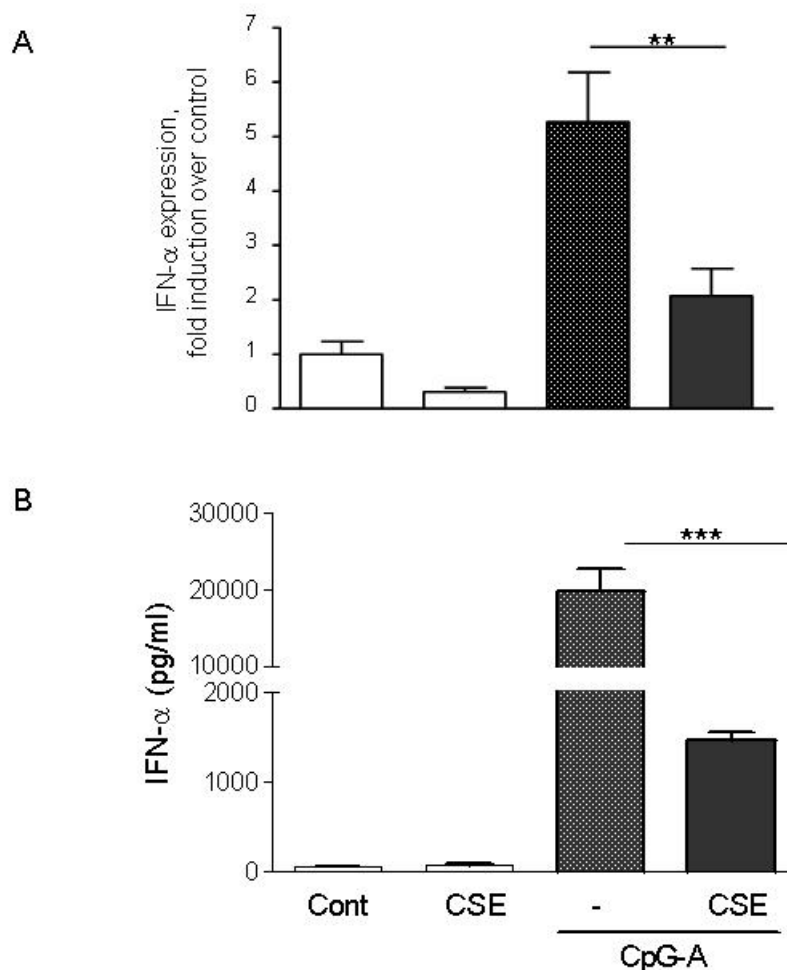 A
IFN-α expression,
fold induction over control
7
6
5
4
3
2
1
0
**
B
IFN-α (pg/ml)
30000
20000
10000
2000
1000
0
***
Cont CSE - CSE
CpG-A